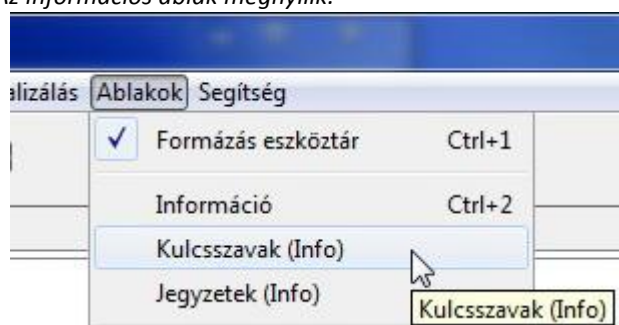 Az információs ablak megnyílik.
alizálás Ablakok Segítség
Formázás eszköztár Ctrl+1
Információ Ctrl+2
Kulcsszavak (Info)
Jegyzetek (Info)
Kulcsszavak (Info)